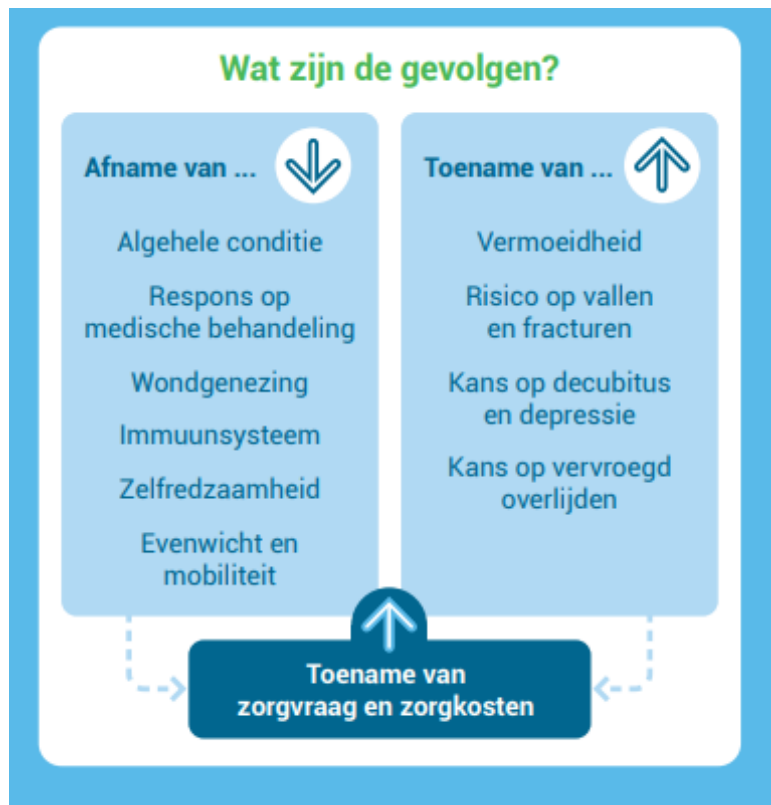 Wat zijn de gevolgen?
Afname van ...
Algehele conditie
Respons op
medische behandeling
Wondgenezing
Immuunsysteem
Zelfredzaamheid
Evenwicht en
mobiliteit
Toename van ...
Vermoeidheid
Risico op vallen
en fracturen
Kans op decubitus
en depressie
Kans op vervroegd
overlijden
Toename van
zorgvraag en zorgkosten